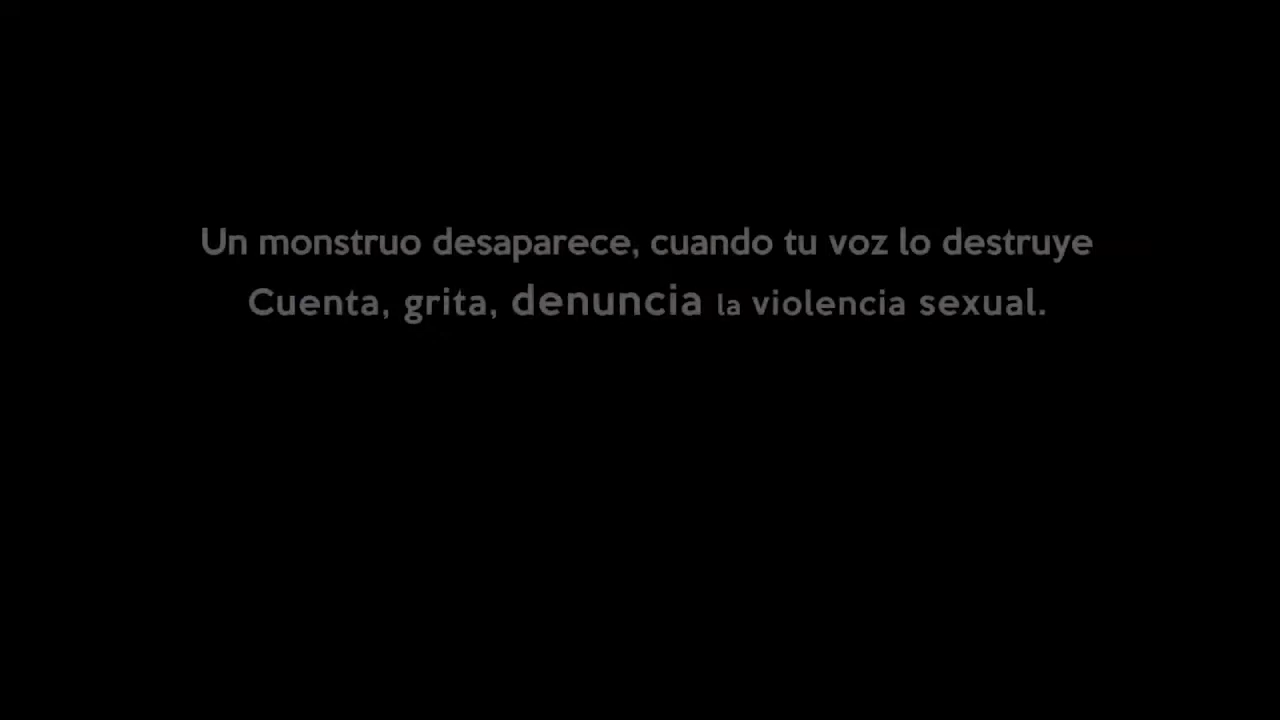 Un monstruo desaparece, cuando tu voz lo destruye
Cuenta, grita, denuncia la violencia sexual.